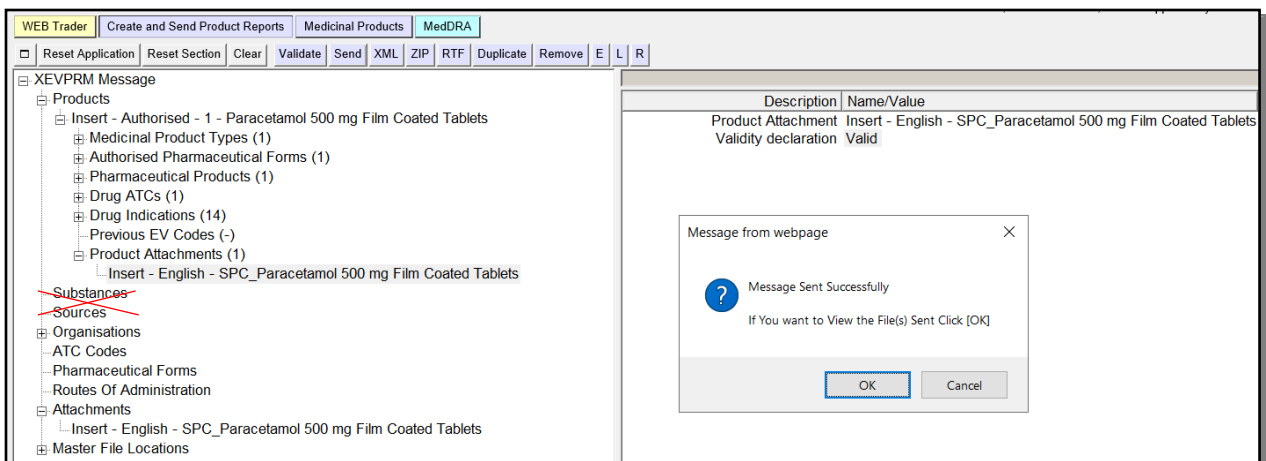 WEB Trader Create and Send Product Reports Medicinal Products MedDRA
Reset Application Reset Section Clear Validate Send XML ZIP RTF Duplicate Remove E L R
XEVPRM Message
Products
Insert - Authorised - 1 - Paracetamol 500 mg Film Coated Tablets
Medicinal Product Types (1)
Authorised Pharmaceutical Forms (1)
Pharmaceutical Products (1)
Drug ATCs (1)
Drug Indications (14)
Previous EV Codes (-)
Product Attachments (1)
Insert - English - SPC_Paracetamol 500 mg Film Coated Tablets
Substances
Sources
Organisations
ATC Codes
Pharmaceutical Forms
Routes Of Administration
Attachments
Insert - English - SPC_Paracetamol 500 mg Film Coated Tablets
Master File Locations
Description Name/Value
Product Attachment Insert - English - SPC_Paracetamol 500 mg Film Coated Tablets
Validity declaration Valid
Message from webpage
Message Sent Successfully
If You want to View the File(s) Sent Click [OK]
OK Cancel